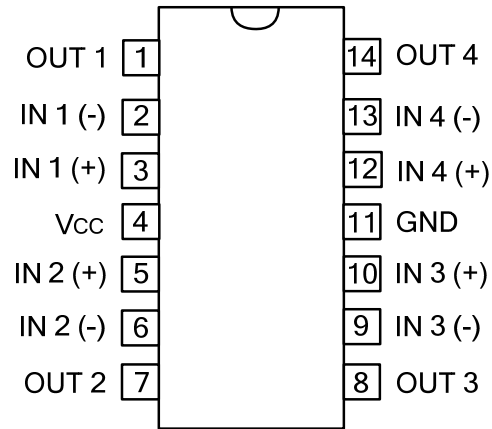 OUT 1 1 14 OUT 4
IN 1 (-) 2 13 IN 4 (-)
IN 1 (+) 3 12 IN 4 (+)
VCC 4 11 GND
IN 2 (+) 5 10 IN 3 (+)
IN 2 (-) 6 9 IN 3 (-)
OUT 2 7 8 OUT 3